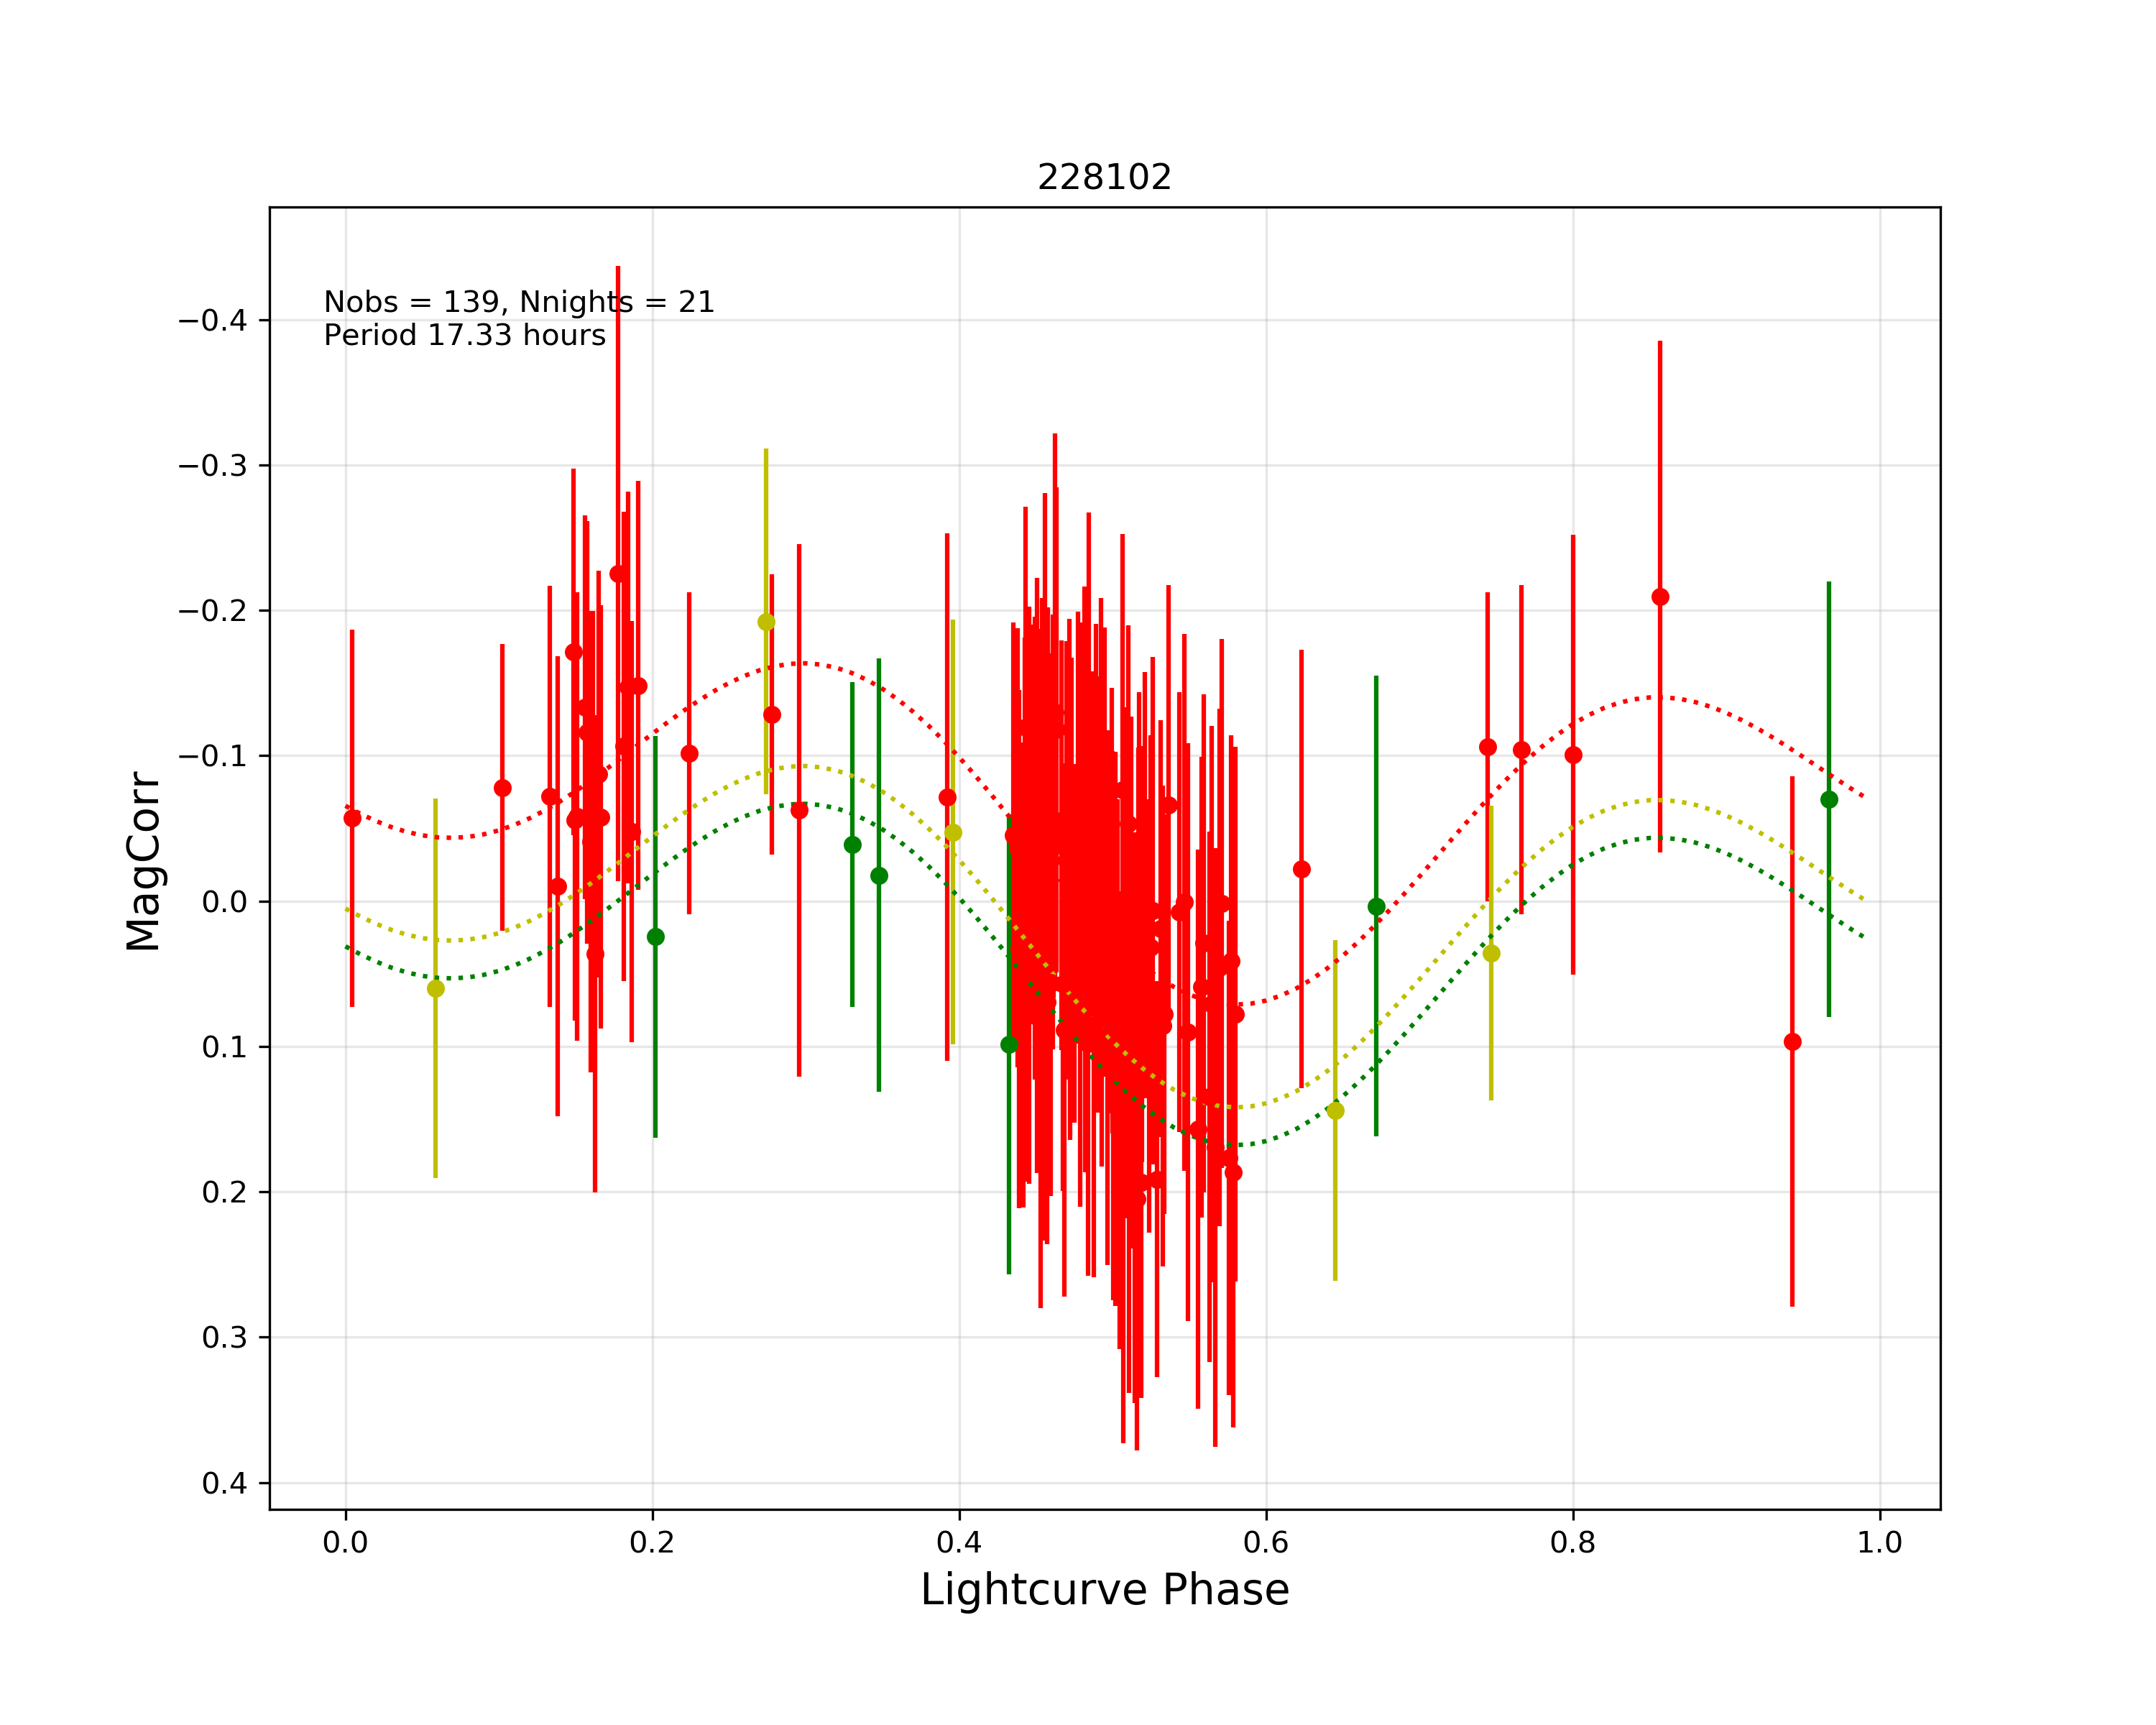 228102
Nobs = 139, Nnights = 21
Period 17.33 hours
−0.4
−0.3
−0.2
−0.1
0.0
0.1
0.2
0.3
0.4
MagCorr
0.0 0.2 0.4 0.6 0.8 1.0
Lightcurve Phase